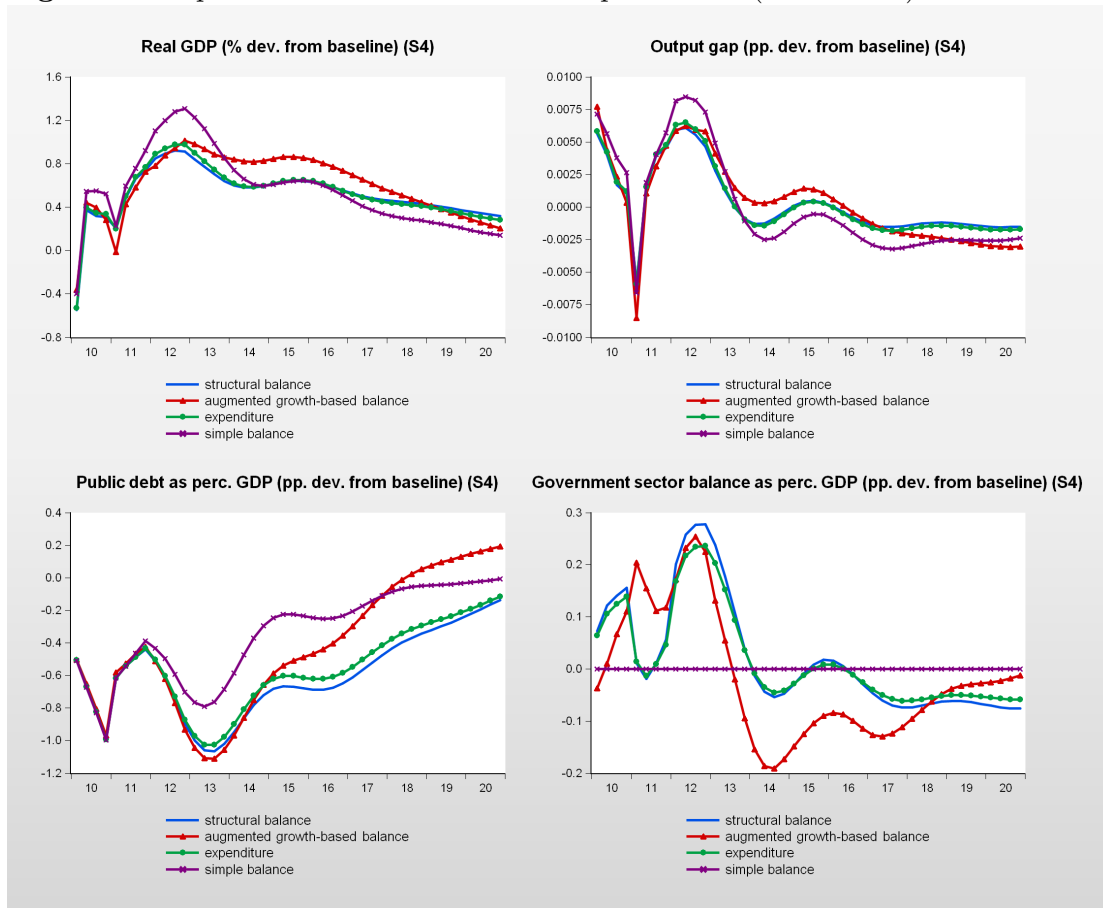 Real GDP (% dev. from baseline) (S4)
1.6
1.2
0.8
0.4
0.0
-0.4
-0.8
10 11 12 13 14 15 16 17 18 19 20
structural balance
augmented growth-based balance
expenditure
simple balance
Output gap (pp. dev. from baseline) (S4)
0.0100
0.0075
0.0050
0.0025
0.0000
-0.0025
-0.0050
-0.0075
-0.0100
10 11 12 13 14 15 16 17 18 19 20
structural balance
augmented growth-based balance
expenditure
simple balance
Public debt as perc. GDP (pp. dev. from baseline) (S4)
0.4
0.2
0.0
-0.2
-0.4
-0.6
-0.8
-1.0
-1.2
10 11 12 13 14 15 16 17 18 19 20
structural balance
augmented growth-based balance
expenditure
simple balance
Government sector balance as perc. GDP (pp. dev. from baseline) (S4)
0.3
0.2
0.1
0.0
-0.1
-0.2
10 11 12 13 14 15 16 17 18 19 20
structural balance
augmented growth-based balance
expenditure
simple balance